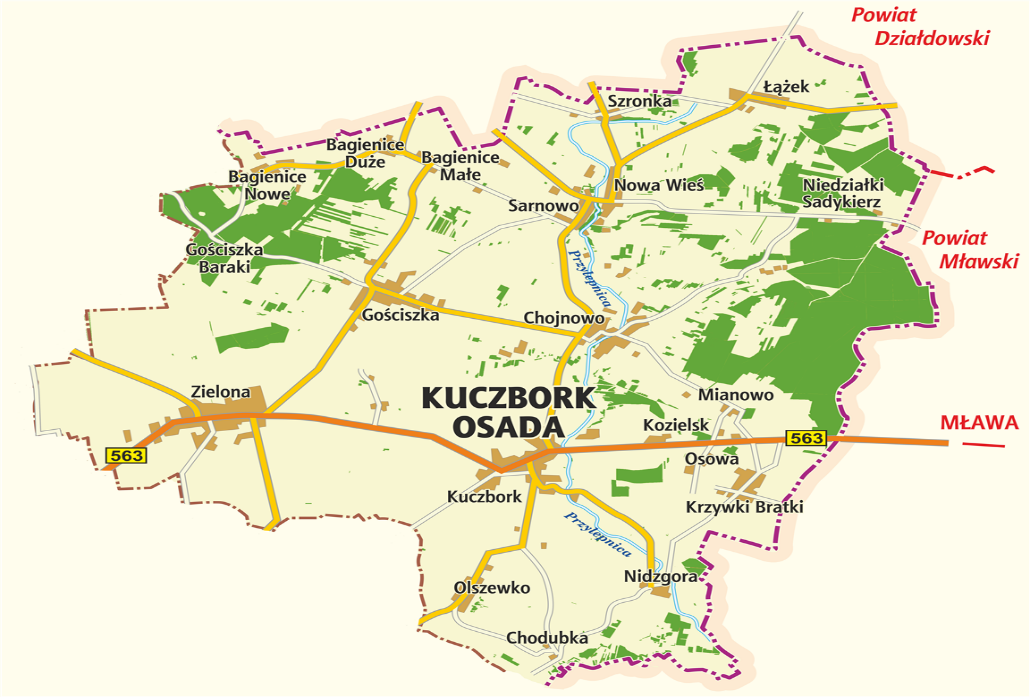 Powiat
Działdowski
Łążek
Szronka
Bagienice
Duże
Bagienice
Małe
Bagienice
Nowe
Nowa Wieś
Niedziałki
Sadykierz
Sarnowo
Powiat
Mławski
Gościszka
Baraki
Przylepnica
Gościszka
Chojnowo
Zielona
KUCZBORK
OSADA
Mianowo
MŁAWA
Kozielsk
563
563
Osowa
Kuczbork
Krzywki Brątki
Przylepnica
Nidzgora
Olszewko
Chodubka